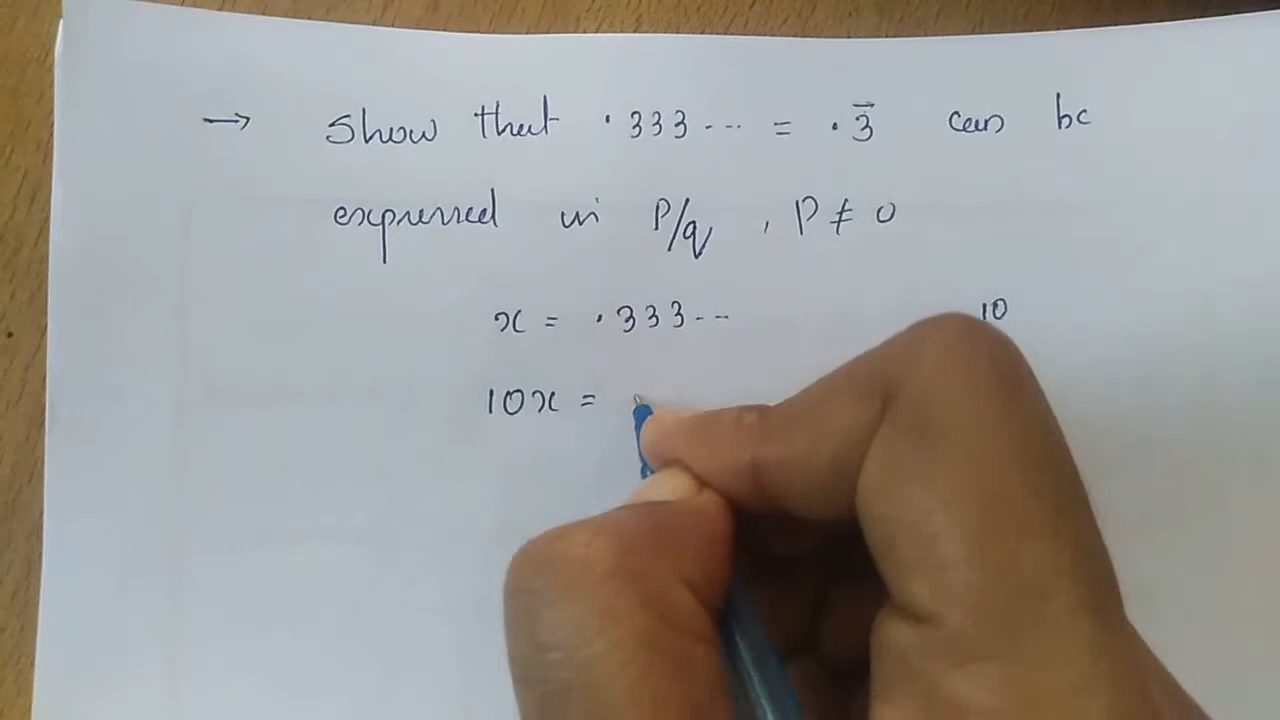 → Show that .333--- = .3⃗ can be
expressed in P/q , P ≠ 0
x = .333--
10
10x =